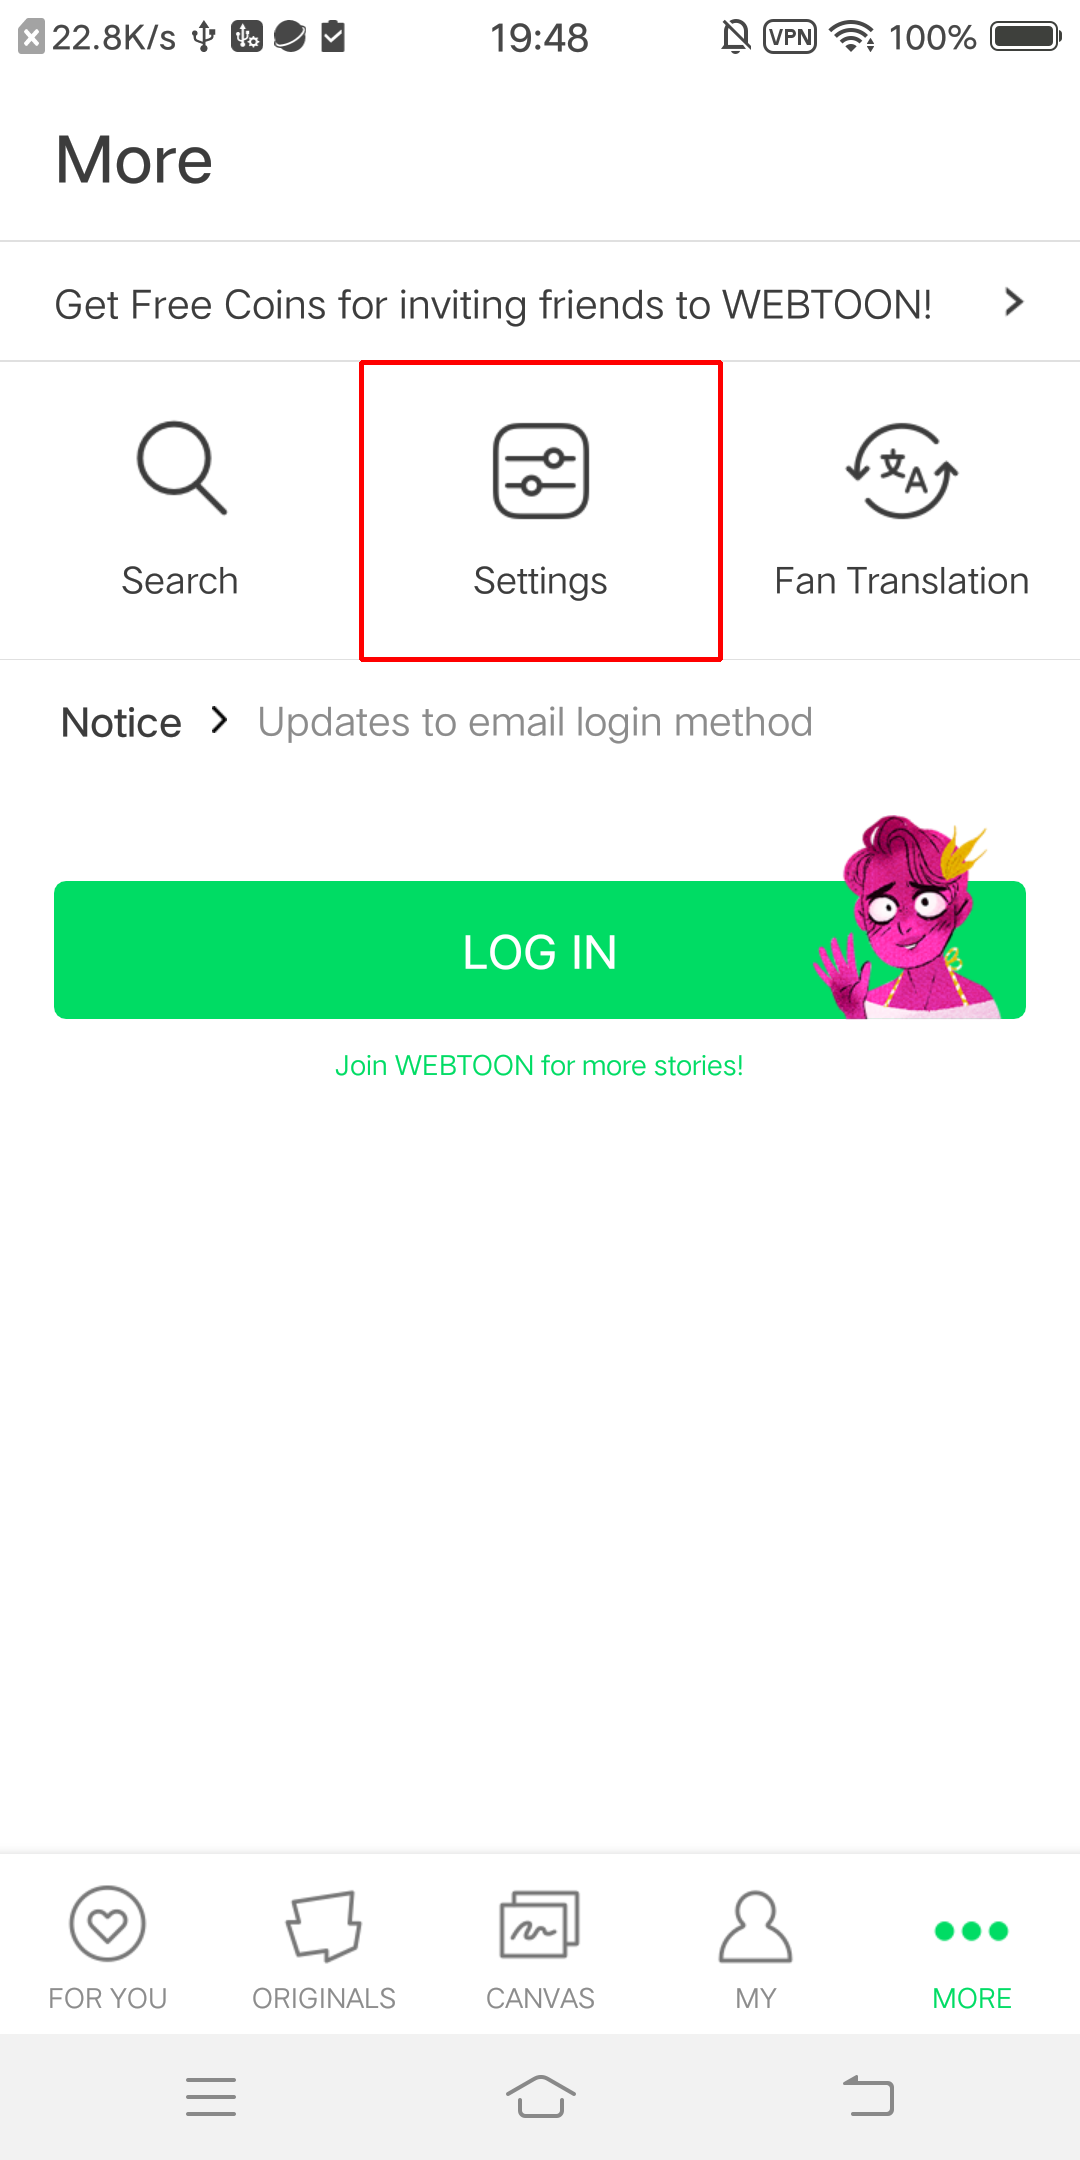 22.8K/s 19:48 VPN 100%
More
Get Free Coins for inviting friends to WEBTOON!
文A
Search Settings Fan Translation
Notice Updates to email login method
LOG IN
Join WEBTOON for more stories!
FOR YOU ORIGINALS CANVAS MY MORE